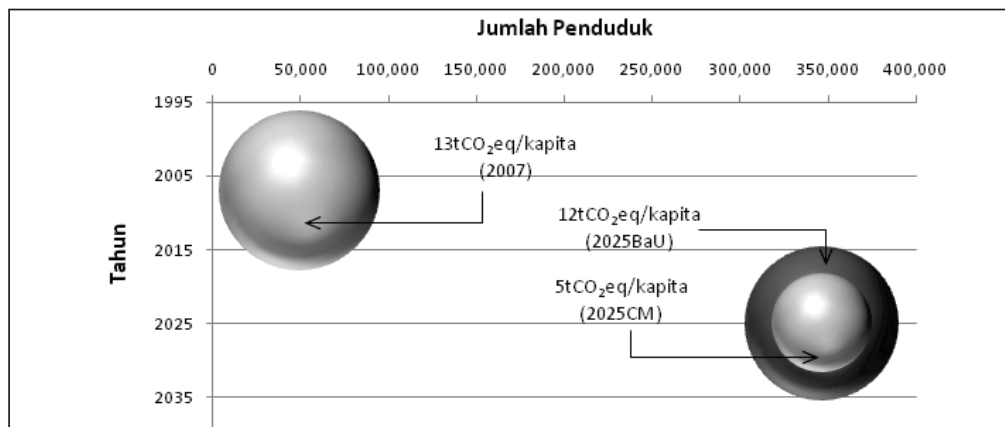 Jumlah Penduduk
0 50,000 100,000 150,000 200,000 250,000 300,000 350,000 400,000
1995
13tCO₂eq/kapita
(2007)
2005
12tCO₂eq/kapita
(2025BaU)
2015
5tCO₂eq/kapita
(2025CM)
2025
2035
Tahun